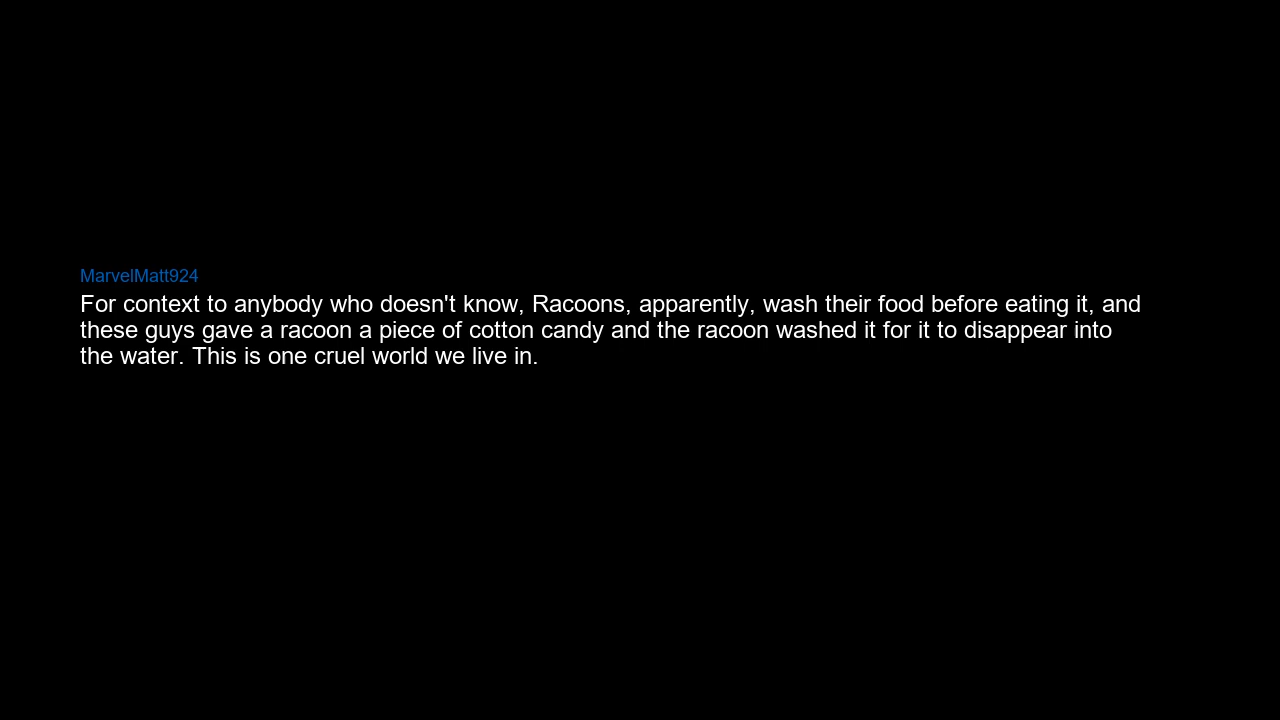 MarvelMatt924
For context to anybody who doesn't know, Racoons, apparently, wash their food before eating it, and
these guys gave a racoon a piece of cotton candy and the racoon washed it for it to disappear into
the water. This is one cruel world we live in.